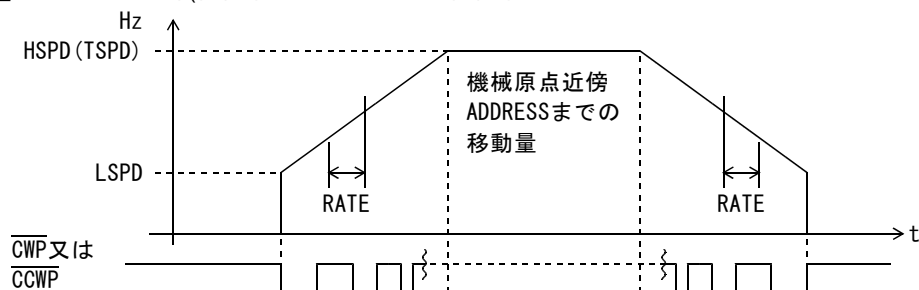 Hz
HSPD(TSPD)
機械原点近傍
ADDRESSまでの
移動量
LSPD
RATE
RATE
t
CWP又は
CCWP